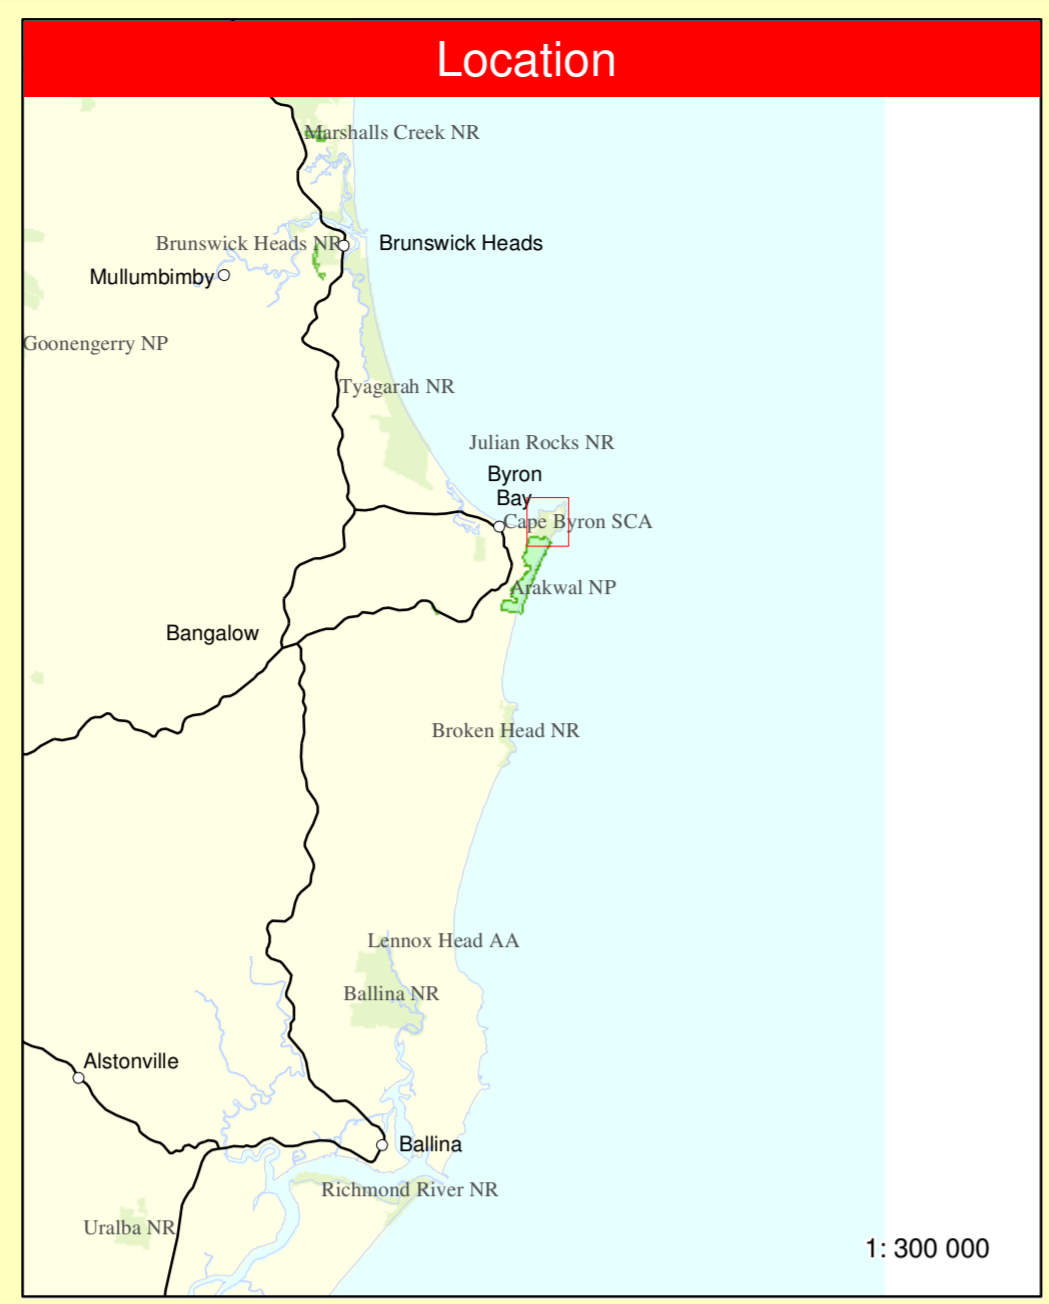 Location
Marshalls Creek NR
Brunswick Heads NR
Brunswick Heads
Mullumbimby
Goonengerry NP
Tyagarah NR
Julian Rocks NR
Byron
Bay
Cape Byron SCA
Arakwal NP
Bangalow
Broken Head NR
Lennox Head AA
Ballina NR
Alstonville
Ballina
Richmond River NR
Uralba NR
1: 300 000